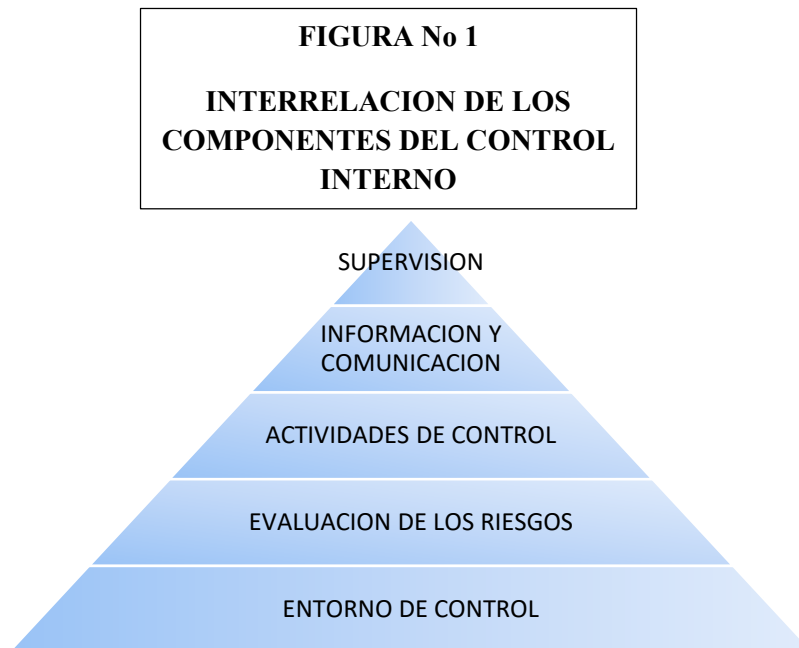 FIGURA No 1
INTERRELACION DE LOS
COMPONENTES DEL CONTROL
INTERNO
SUPERVISION
INFORMACION Y
COMUNICACION
ACTIVIDADES DE CONTROL
EVALUACION DE LOS RIESGOS
ENTORNO DE CONTROL